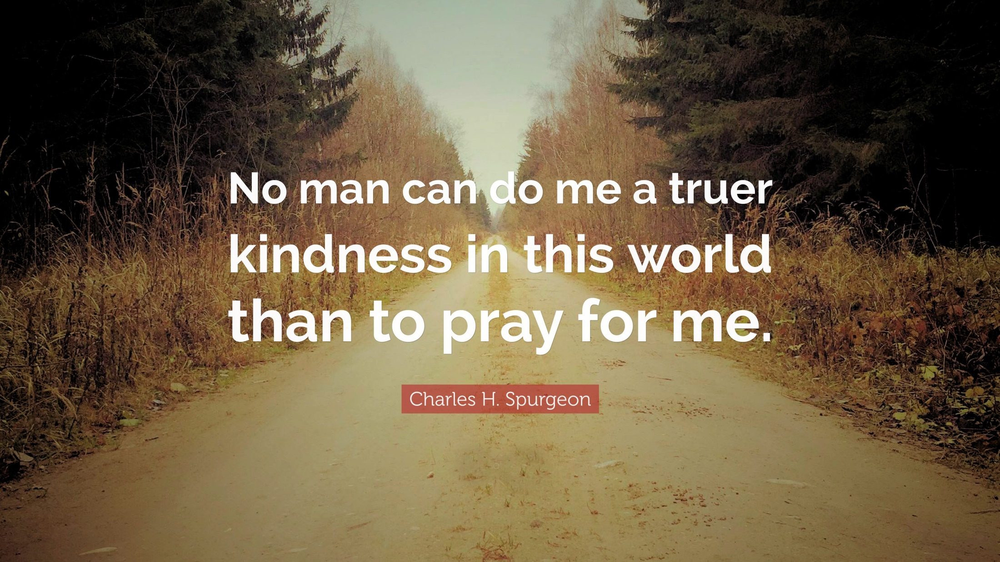 No man can do me a truer
kindness in this world
than to pray for me.
Charles H. Spurgeon